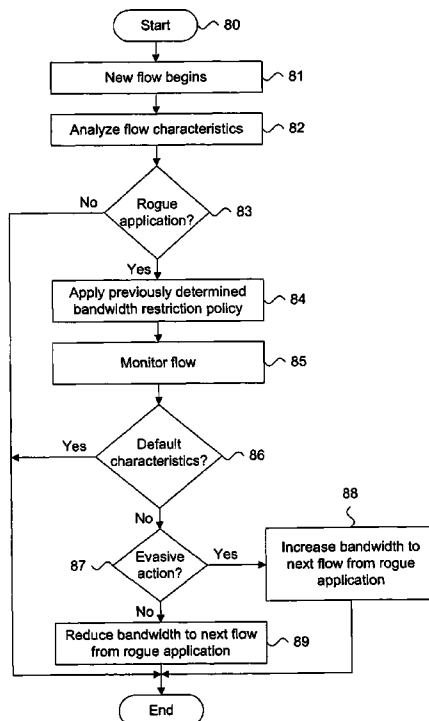 Start
80
New flow begins
81
Analyze flow characteristics
82
No
Rogue
application?
83
Yes
Apply previously determined
bandwidth restriction policy
84
Monitor flow
85
Yes
Default
characteristics?
86
No
88
87
Evasive
action?
Yes
Increase bandwidth to
next flow from rogue
application
No
Reduce bandwidth to next flow
from rogue application
89
End